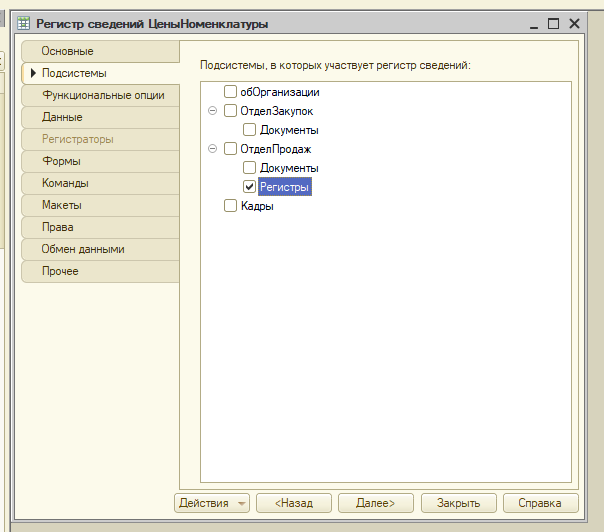 Регистр сведений ЦеныНоменклатуры
Основные
Подсистемы
Функциональные опции
Данные
Регистраторы
Формы
Команды
Макеты
Права
Обмен данными
Прочее
Подсистемы, в которых участвует регистр сведений:
обОрганизации
ОтделЗакупок
Документы
ОтделПродаж
Документы
Регистры
Кадры
Действия
<Назад
Далее>
Закрыть
Справка